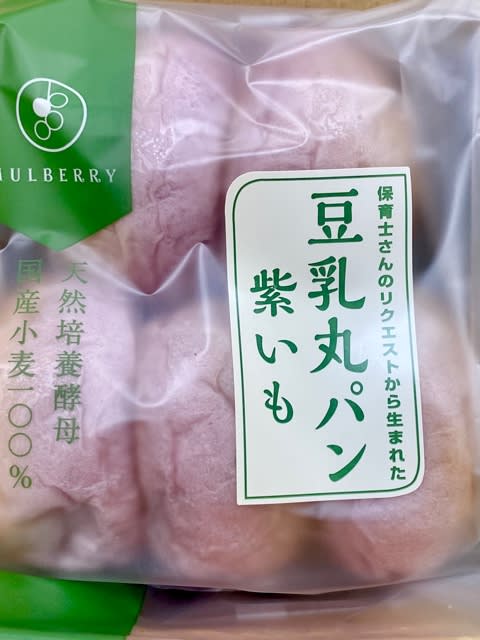 MULBERRY
保育士さんのリクエストから生まれた
豆乳丸パン
紫いも
天然培養酵母
国産小麦一〇〇%